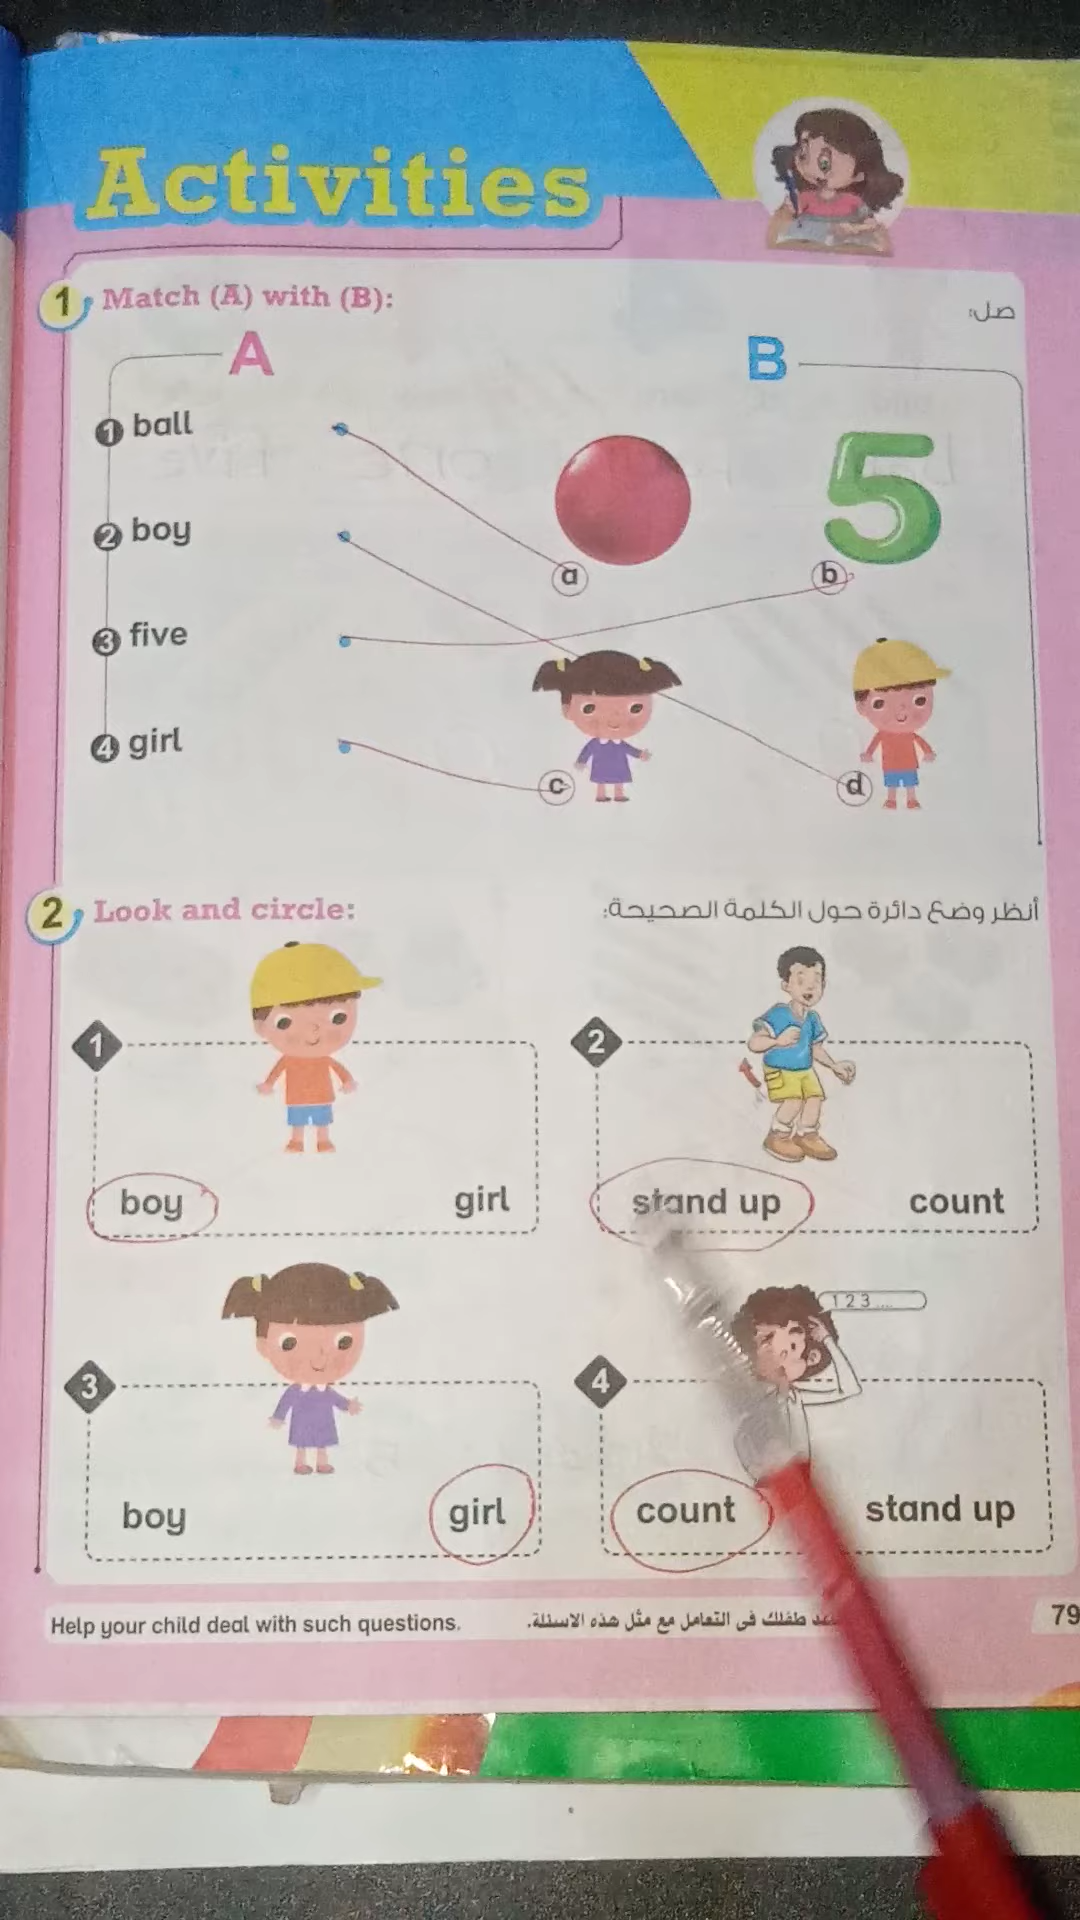 Activities
1 Match (A) with (B):
صل:
A
B
1 ball
2 boy
3 five
4 girl
5
a
b
c
d
2 Look and circle:
أنظر وضع دائرة حول الكلمة الصحيحة:
1
boy girl
2
stand up count
3
boy girl
4
1 2 3 ....
count stand up
Help your child deal with such questions.
طفلك فى التعامل مع مثل هذه الاسئلة.
79